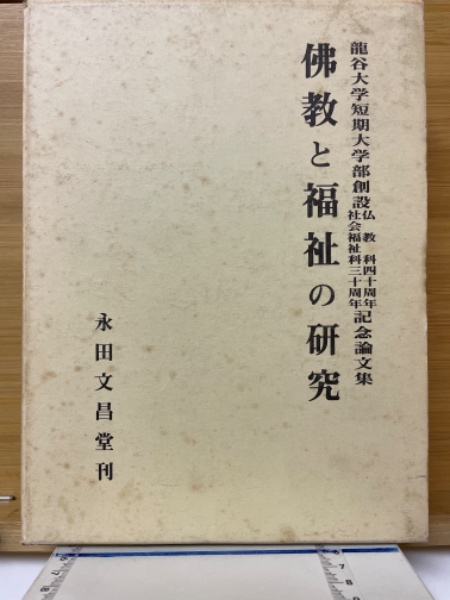 龍谷大学短期大学部創設仏教科四十周年社会福祉科三十周年記念論文集
佛教と福祉の研究
永田文昌堂刊